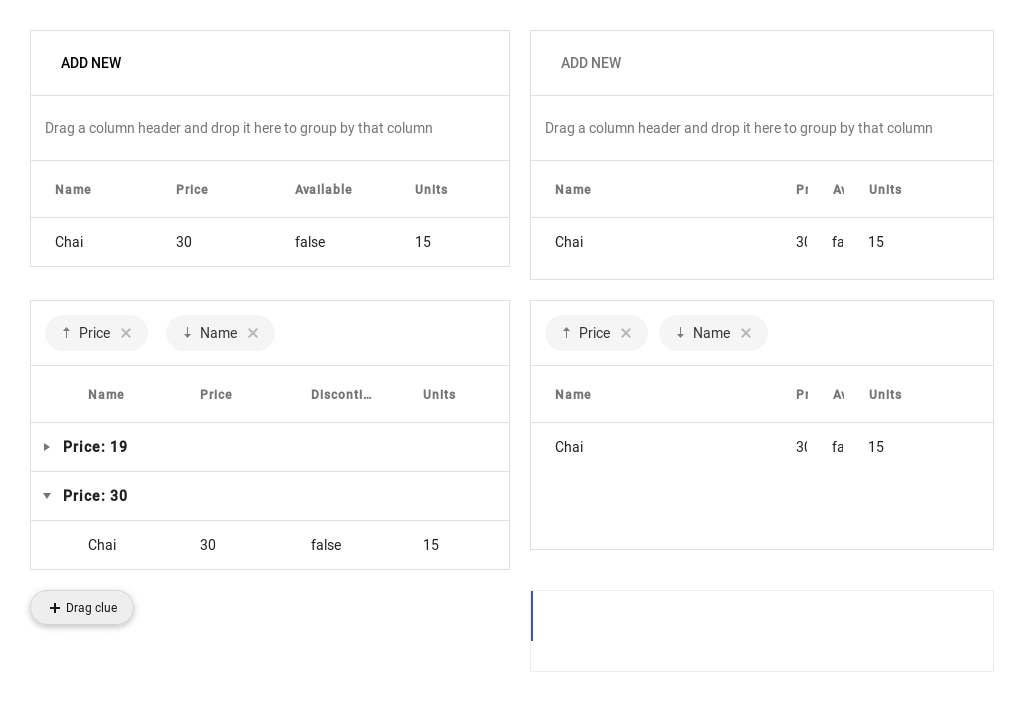 ADD NEW
Drag a column header and drop it here to group by that column
Name Price Available Units
Chai 30 false 15
ADD NEW
Drag a column header and drop it here to group by that column
Name Pr Av Units
Chai 30 fa 15
Price Name
Name Price Disconti... Units
Price: 19
Price: 30
Chai 30 false 15
Price Name
Name Pr Av Units
Chai 30 fa 15
Drag clue